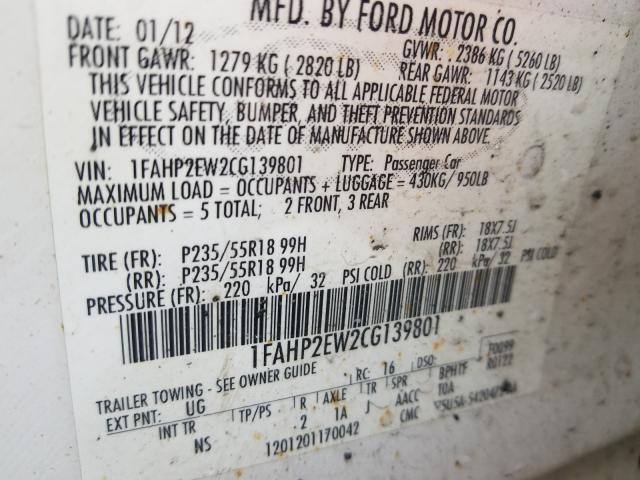 MFD. BY FORD MOTOR CO.
DATE: 01/12 GVWR: 2386 KG (5260 LB)
FRONT GAWR: 1279 KG (2820 LB) REAR GAWR: 1143 KG (2520 LB)
THIS VEHICLE CONFORMS TO ALL APPLICABLE FEDERAL MOTOR
VEHICLE SAFETY, BUMPER, AND THEFT PREVENTION STANDARDS
IN EFFECT ON THE DATE OF MANUFACTURE SHOWN ABOVE.
VIN: 1FAHP2EW2CG139801 TYPE: Passenger Car
MAXIMUM LOAD = OCCUPANTS + LUGGAGE = 430KG/950LB
OCCUPANTS = 5 TOTAL; 2 FRONT, 3 REAR
TIRE (FR): P235/55R18 99H RIMS (FR): 18X7.5J
(RR): P235/55R18 99H (RR): 18X7.5J
PRESSURE (FR): 220 kPa/ 32 PSI COLD (RR): 220 kPa/ 32 PSI COLD
1FAHP2EW2CG139801
F0099
TRAILER TOWING - SEE OWNER GUIDE RC: 16 DSO: R0122
EXT PNT: UG TP/PS R AXLE TR SPR BPHTF
INT TR 2 1A J AACC TOA
NS 1201201170042 CMC